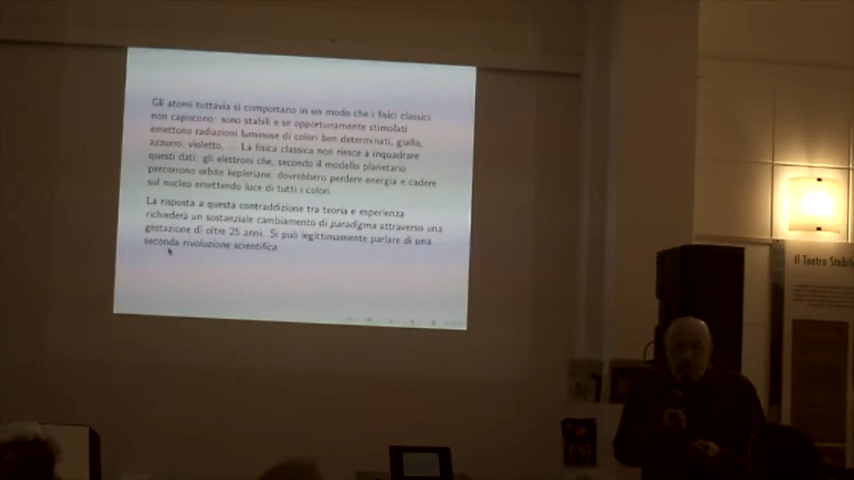 Gli atomi tuttavia si comportano in un modo che i fisici classici
non capiscono: sono stabili e se opportunamente stimolati
emettono radiazioni luminose di colori ben determinati, giallo,
azzurro, violetto, ... La fisica classica non riesce a inquadrare
questi dati: gli elettroni che, secondo il modello planetario
percorrono orbite kepleriane, dovrebbero perdere energia e cadere
sul nucleo emettendo luce di tutti i colori.
La risposta a questa contraddizione tra teoria e esperienza
richiederà un sostanziale cambiamento di paradigma attraverso una
gestazione di oltre 25 anni. Si può legittimamente parlare di una
seconda rivoluzione scientifica.
Il Teatro Stabile